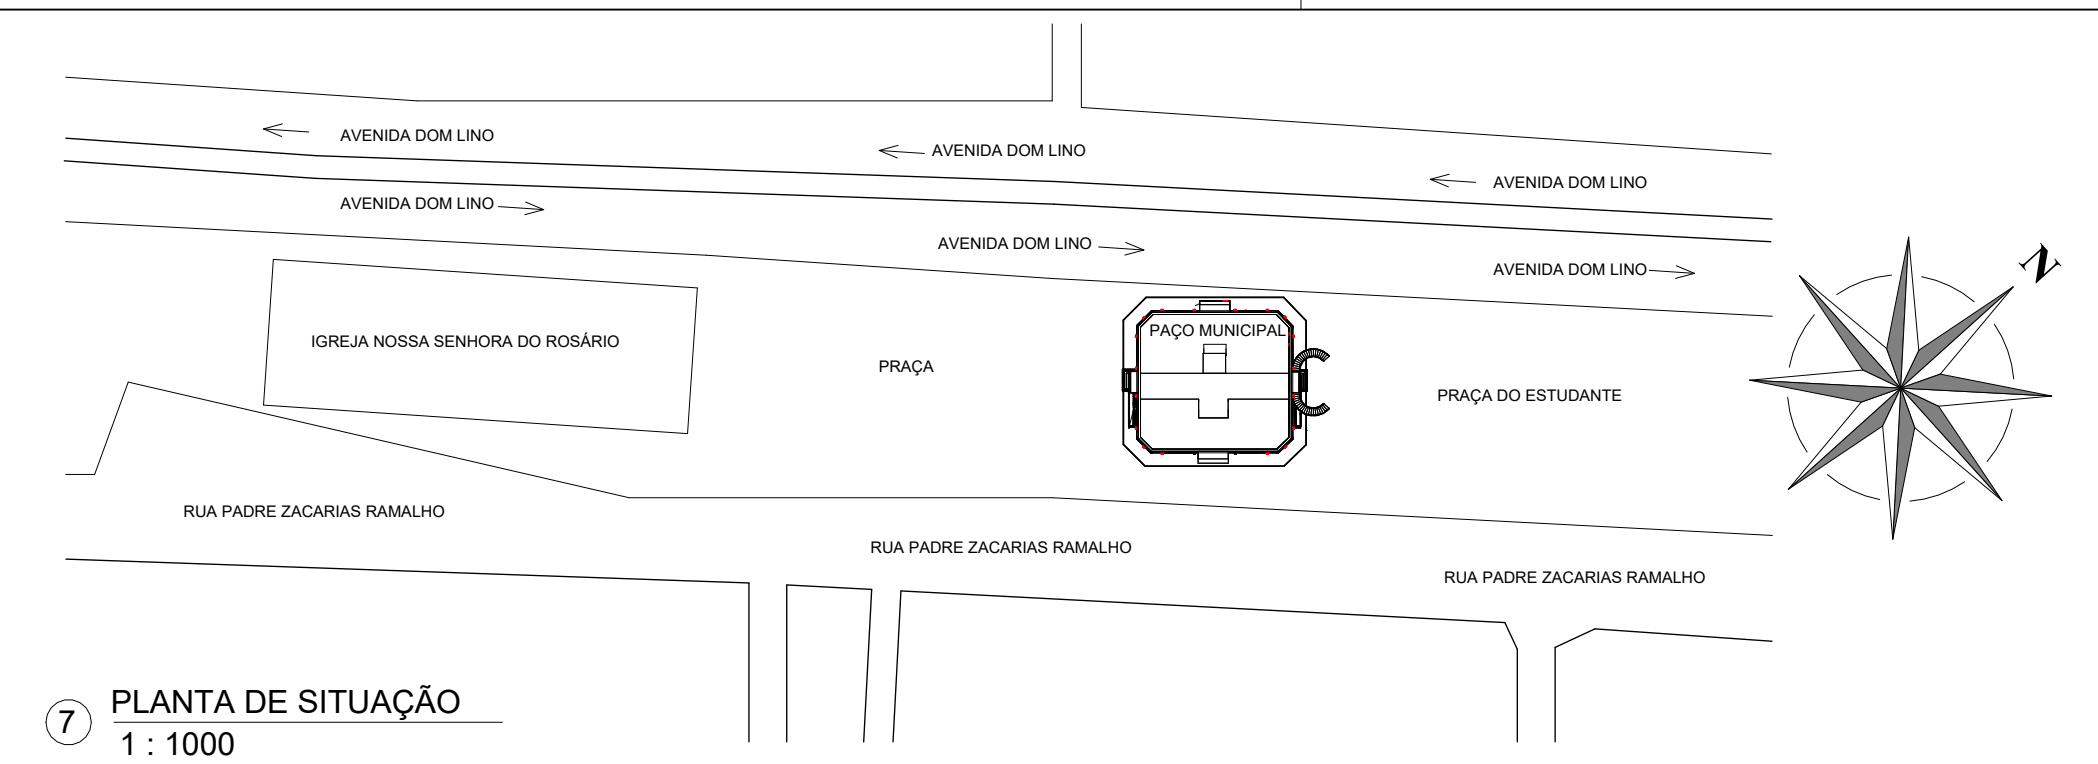 AVENIDA DOM LINO
AVENIDA DOM LINO
AVENIDA DOM LINO
AVENIDA DOM LINO
AVENIDA DOM LINO
AVENIDA DOM LINO
N
IGREJA NOSSA SENHORA DO ROSÁRIO
PAÇO MUNICIPAL
PRAÇA
PRAÇA DO ESTUDANTE
RUA PADRE ZACARIAS RAMALHO
RUA PADRE ZACARIAS RAMALHO
RUA PADRE ZACARIAS RAMALHO
7
PLANTA DE SITUAÇÃO
1 : 1000